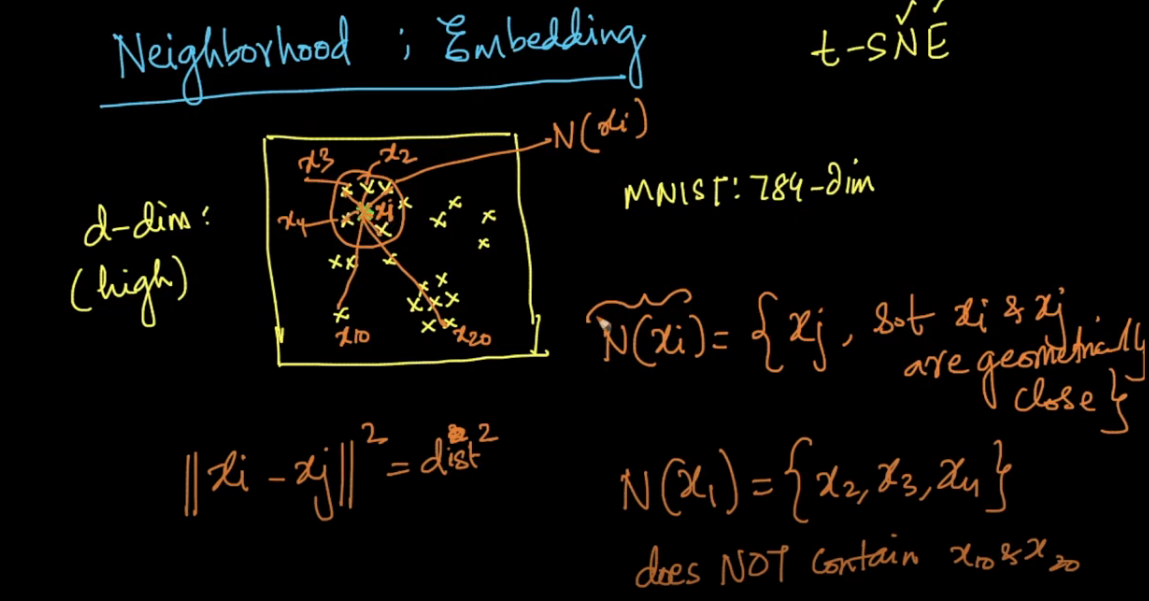 Neighborhood ; Embedding
t-SNE
N(xi)
x3
x2
x4
xi
x10
x20
d-dim:
(high)
MNIST: 784-dim
N(xi) = {xj, s.t xi & xj
are geometrically
close}
||xi - xj||² = dist²
N(x1) = {x2, x3, x4}
does NOT contain x10 & x20